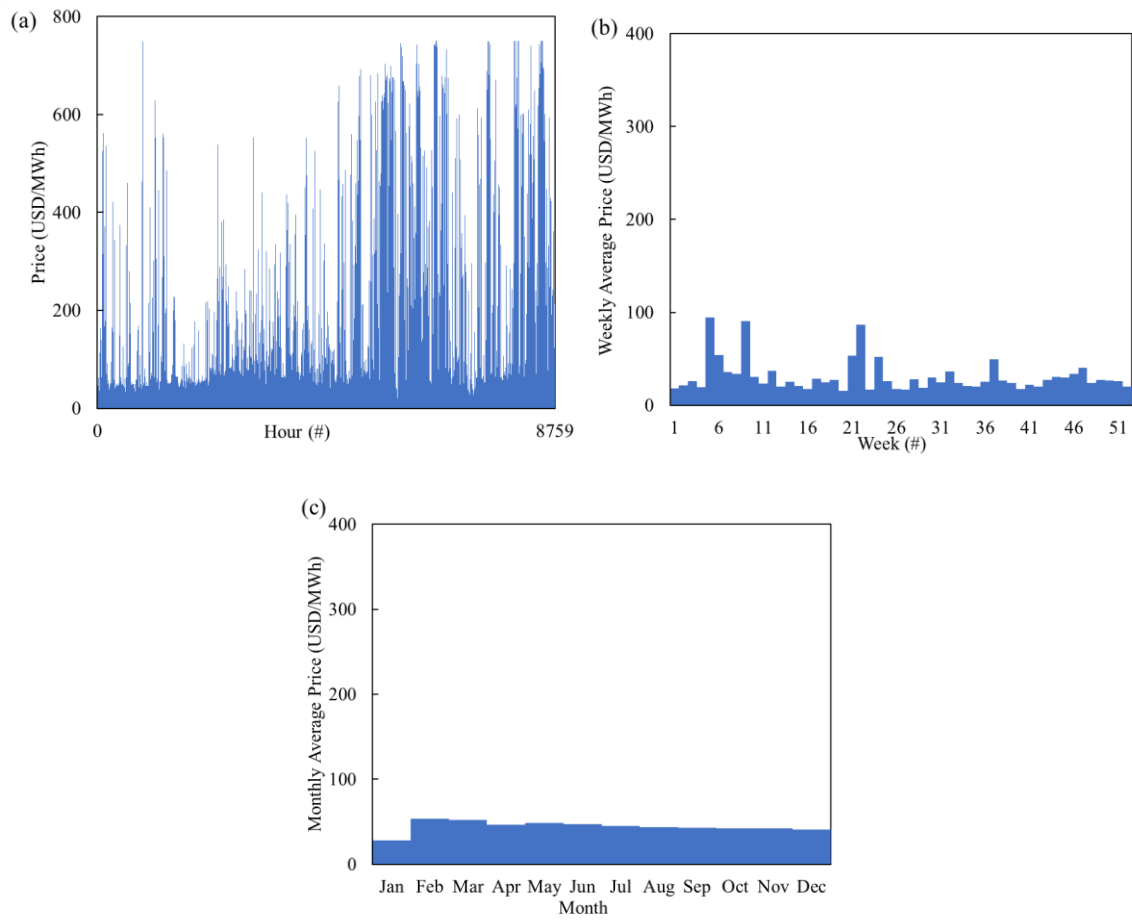 (a)
800
600
400
200
0
Price (USD/MWh)
0
8759
Hour (#)
(b)
400
300
200
100
0
Weekly Average Price (USD/MWh)
1 6 11 16 21 26 31 36 41 46 51
Week (#)
(c)
400
300
200
100
0
Monthly Average Price (USD/MWh)
Jan Feb Mar Apr May Jun Jul Aug Sep Oct Nov Dec
Month